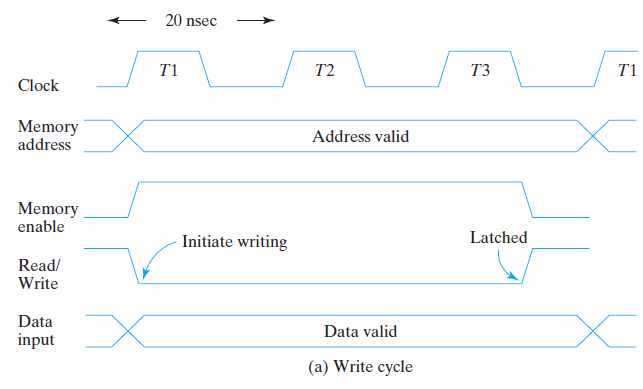 20 nsec
T1
T2
T3
T1
Clock
Memory
address
Address valid
Memory
enable
Initiate writing
Latched
Read/
Write
Data
input
Data valid
(a) Write cycle